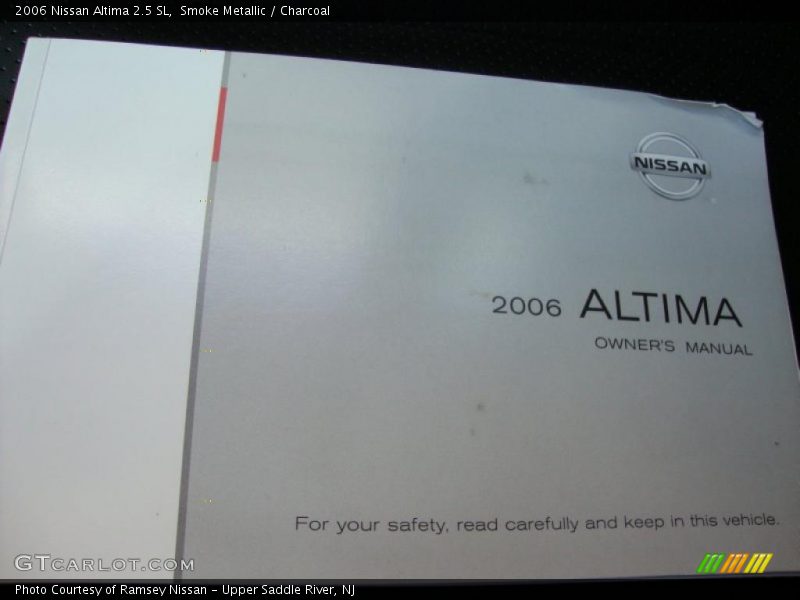 2006 Nissan Altima 2.5 SL,  Smoke Metallic / Charcoal
NISSAN
2006 ALTIMA
OWNER'S MANUAL
For your safety, read carefully and keep in this vehicle.
GTCARLOT.COM
Photo Courtesy of Ramsey Nissan - Upper Saddle River, NJ